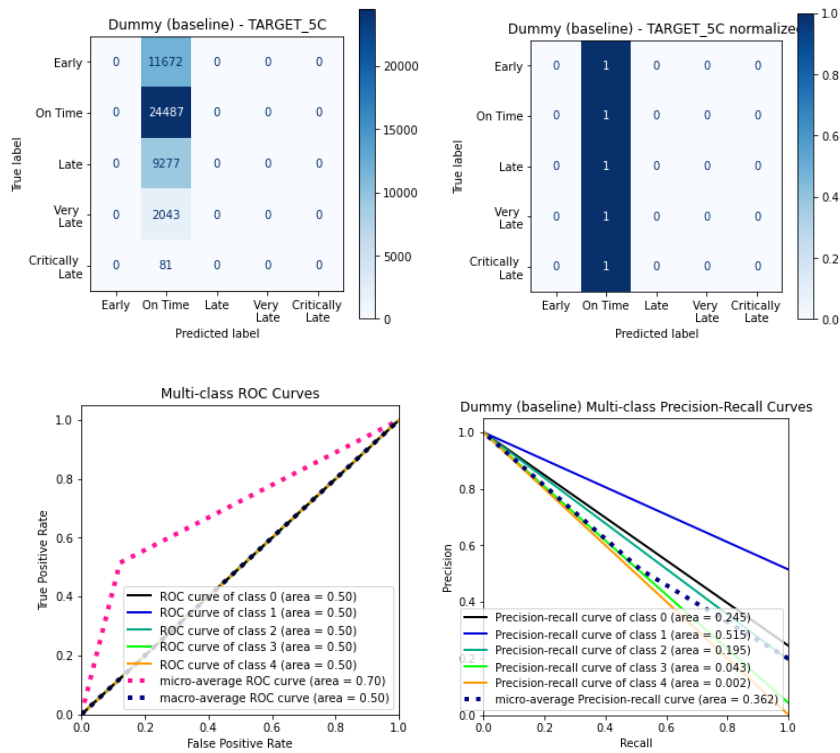 Dummy (baseline) - TARGET_5C
Early
On Time
Late
Very
Late
Critically
Late
True label
0 11672 0 0 0
0 24487 0 0 0
0 9277 0 0 0
0 2043 0 0 0
0 81 0 0 0
Early On Time Late Very Late Critically Late
Predicted label
20000
15000
10000
5000
0
Dummy (baseline) - TARGET_5C normalized
Early
On Time
Late
Very
Late
Critically
Late
True label
0 1 0 0 0
0 1 0 0 0
0 1 0 0 0
0 1 0 0 0
0 1 0 0 0
Early On Time Late Very Late Critically Late
Predicted label
1.0
0.8
0.6
0.4
0.2
0.0
Multi-class ROC Curves
True Positive Rate
1.0
0.8
0.6
0.4
0.2
0.0
ROC curve of class 0 (area = 0.50)
ROC curve of class 1 (area = 0.50)
ROC curve of class 2 (area = 0.50)
ROC curve of class 3 (area = 0.50)
ROC curve of class 4 (area = 0.50)
micro-average ROC curve (area = 0.70)
macro-average ROC curve (area = 0.50)
0.0 0.2 0.4 0.6 0.8 1.0
False Positive Rate
Dummy (baseline) Multi-class Precision-Recall Curves
Precision
1.0
0.8
0.6
0.4
0.2
0.0
Precision-recall curve of class 0 (area = 0.245)
Precision-recall curve of class 1 (area = 0.515)
Precision-recall curve of class 2 (area = 0.195)
Precision-recall curve of class 3 (area = 0.043)
Precision-recall curve of class 4 (area = 0.002)
micro-average Precision-recall curve (area = 0.362)
0.0 0.2 0.4 0.6 0.8 1.0
Recall